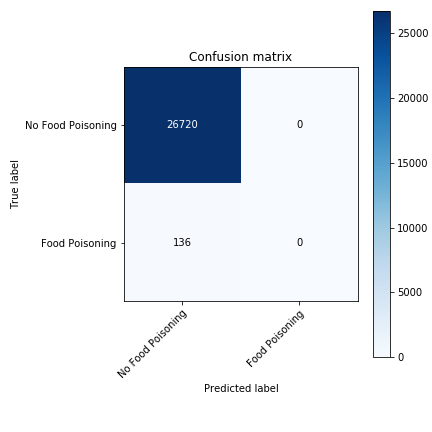 Confusion matrix
25000
20000
15000
10000
5000
0
True label
No Food Poisoning
26720
0
Food Poisoning
136
0
No Food Poisoning
Food Poisoning
Predicted label